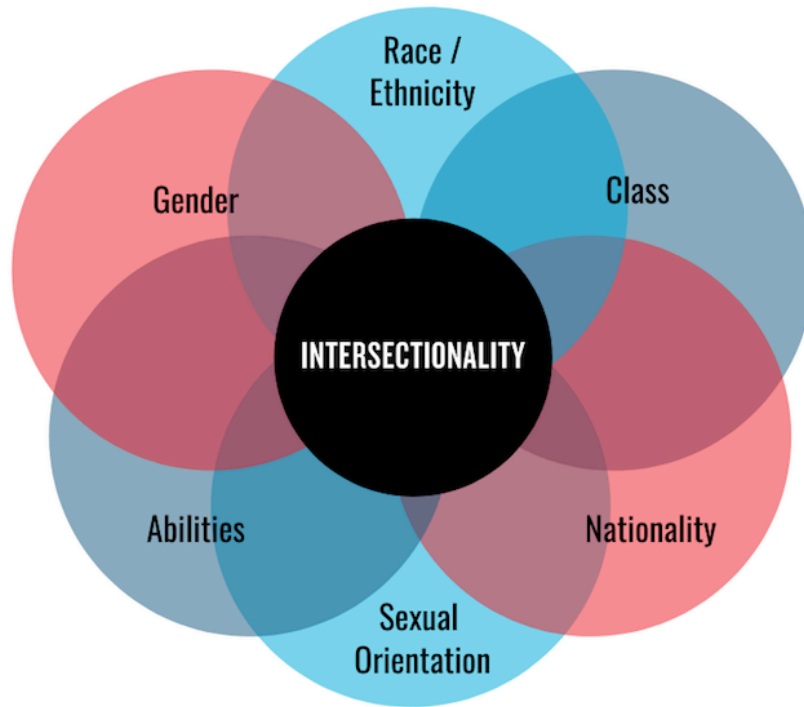 Race /
Ethnicity
Gender
Class
INTERSECTIONALITY
Abilities
Nationality
Sexual
Orientation